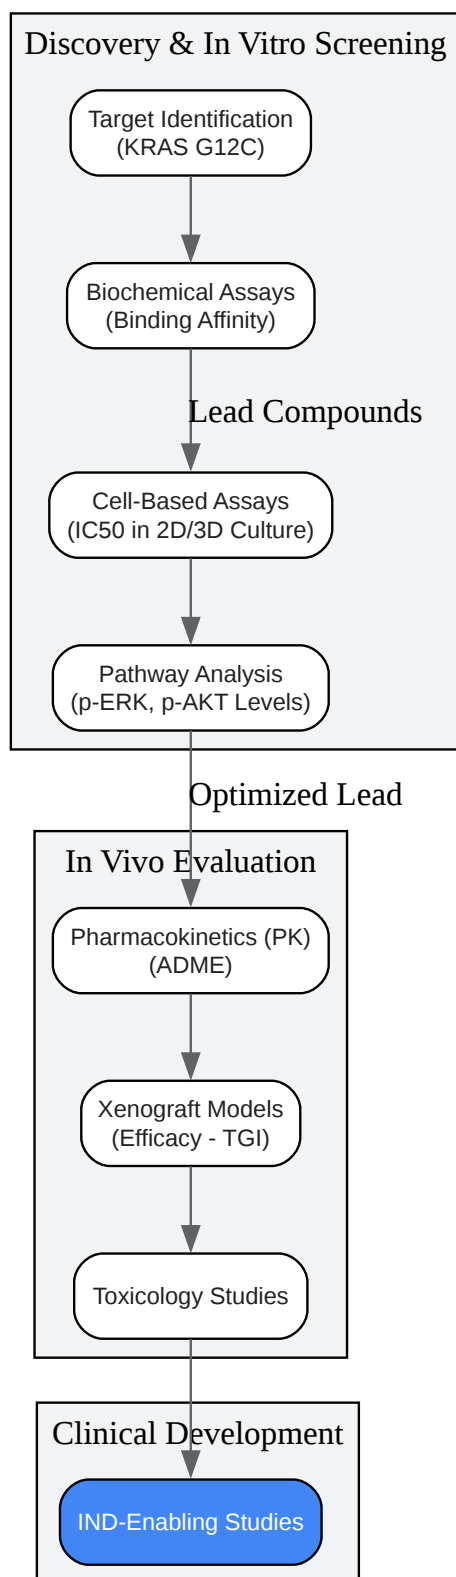 Discovery & In Vitro Screening
Target Identification
(KRAS G12C)
Biochemical Assays
(Binding Affinity)
Lead Compounds
Cell-Based Assays
(IC50 in 2D/3D Culture)
Pathway Analysis
(p-ERK, p-AKT Levels)
Optimized Lead
In Vivo Evaluation
Pharmacokinetics (PK)
(ADME)
Xenograft Models
(Efficacy - TGI)
Toxicology Studies
Clinical Development
IND-Enabling Studies